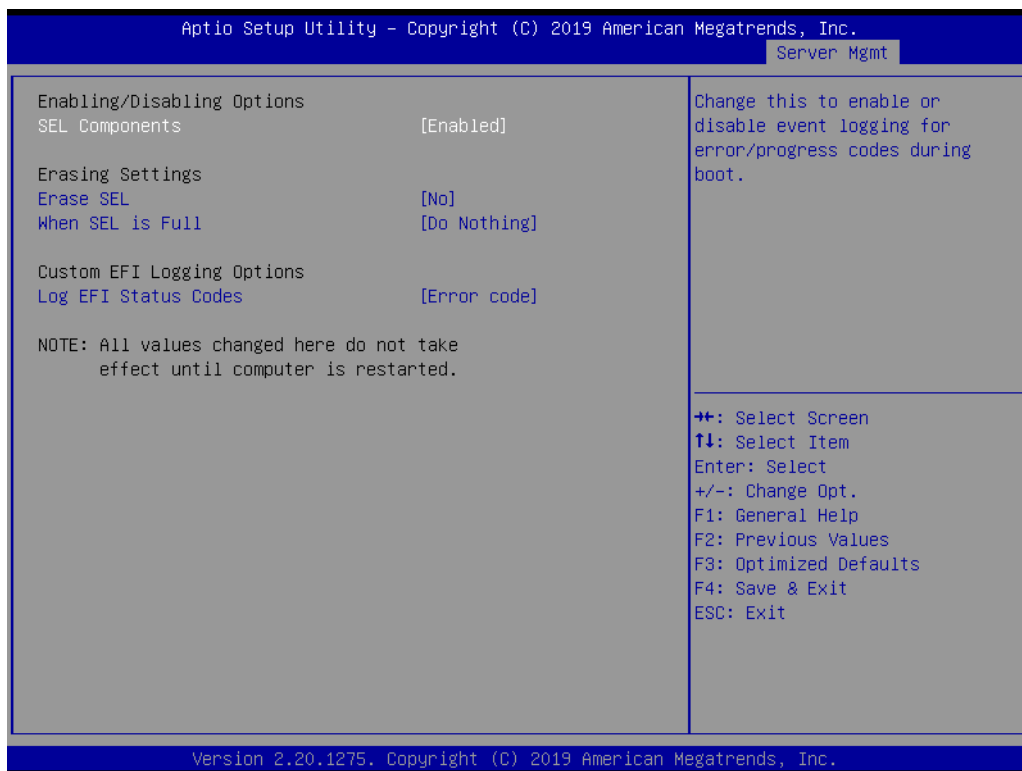 Aptio Setup Utility – Copyright (C) 2019 American Megatrends, Inc.
Server Mgmt
Enabling/Disabling Options
SEL Components [Enabled]
Erasing Settings
Erase SEL [No]
When SEL is Full [Do Nothing]
Custom EFI Logging Options
Log EFI Status Codes [Error code]
NOTE: All values changed here do not take
effect until computer is restarted.
Change this to enable or
disable event logging for
error/progress codes during
boot.
→←: Select Screen
↑↓: Select Item
Enter: Select
+/-: Change Opt.
F1: General Help
F2: Previous Values
F3: Optimized Defaults
F4: Save & Exit
ESC: Exit
Version 2.20.1275. Copyright (C) 2019 American Megatrends, Inc.